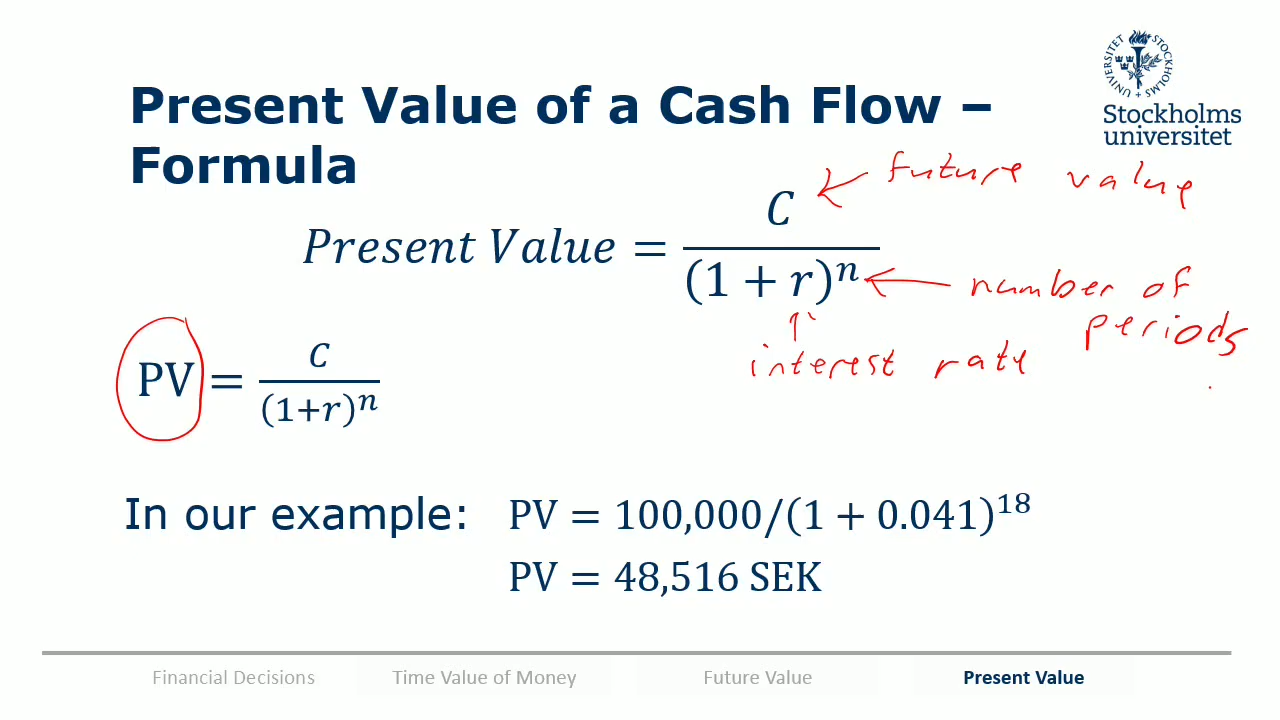 Present Value of a Cash Flow –
Formula
UNIVERSITET STOCKHOLMS
Stockholms
universitet
future value
Present Value = C / (1 + r)^n
number of
periods
interest rate
PV = C / (1+r)^n
In our example: PV = 100,000/(1 + 0.041)^18
PV = 48,516 SEK
Financial Decisions Time Value of Money Future Value Present Value